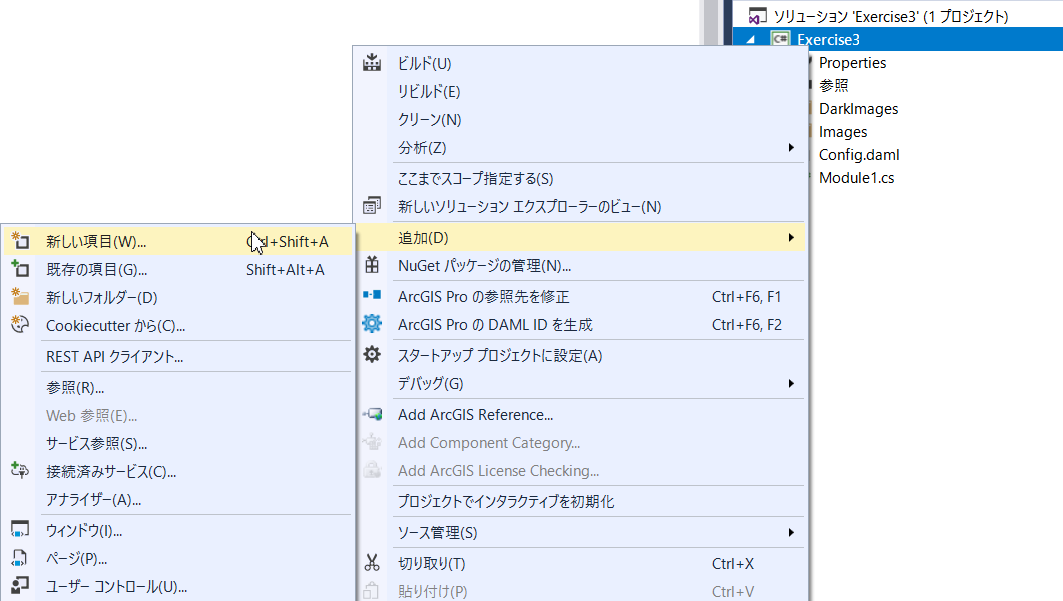 ソリューション 'Exercise3' (1 プロジェクト)
C# Exercise3
Properties
参照
DarkImages
Images
Config.daml
Module1.cs
ビルド(U)
リビルド(E)
クリーン(N)
分析(Z)
ここまでスコープ指定する(S)
新しいソリューション エクスプローラーのビュー(N)
追加(D)
NuGet パッケージの管理(N)...
ArcGIS Pro の参照先を修正 Ctrl+F6, F1
ArcGIS Pro の DAML ID を生成 Ctrl+F6, F2
スタートアップ プロジェクトに設定(A)
デバッグ(G)
Add ArcGIS Reference...
Add Component Category...
Add ArcGIS License Checking...
プロジェクトでインタラクティブを初期化
ソース管理(S)
切り取り(T) Ctrl+X
貼り付け(P) Ctrl+V
新しい項目(W)... Ctrl+Shift+A
既存の項目(G)... Shift+Alt+A
新しいフォルダー(D)
Cookiecutter から(C)...
REST API クライアント...
参照(R)...
Web 参照(E)...
サービス参照(S)...
接続済みサービス(C)...
アナライザー(A)...
ウィンドウ(I)...
ページ(P)...
ユーザー コントロール(U)...